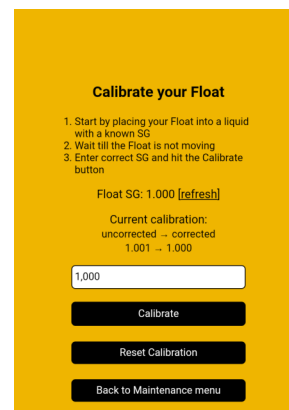 Calibrate your Float
1. Start by placing your Float into a liquid
with a known SG
2. Wait till the Float is not moving
3. Enter correct SG and hit the Calibrate
button
Float SG: 1.000 [refresh]
Current calibration:
uncorrected → corrected
1.001 → 1.000
1,000
Calibrate
Reset Calibration
Back to Maintenance menu